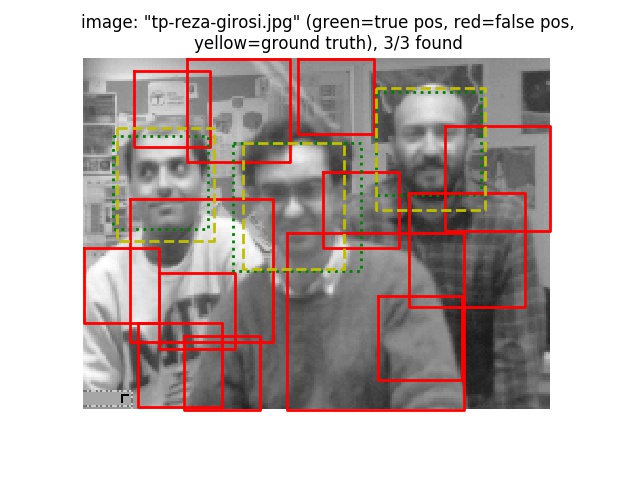 image: "tp-reza-girosi.jpg" (green=true pos, red=false pos,
yellow=ground truth), 3/3 found